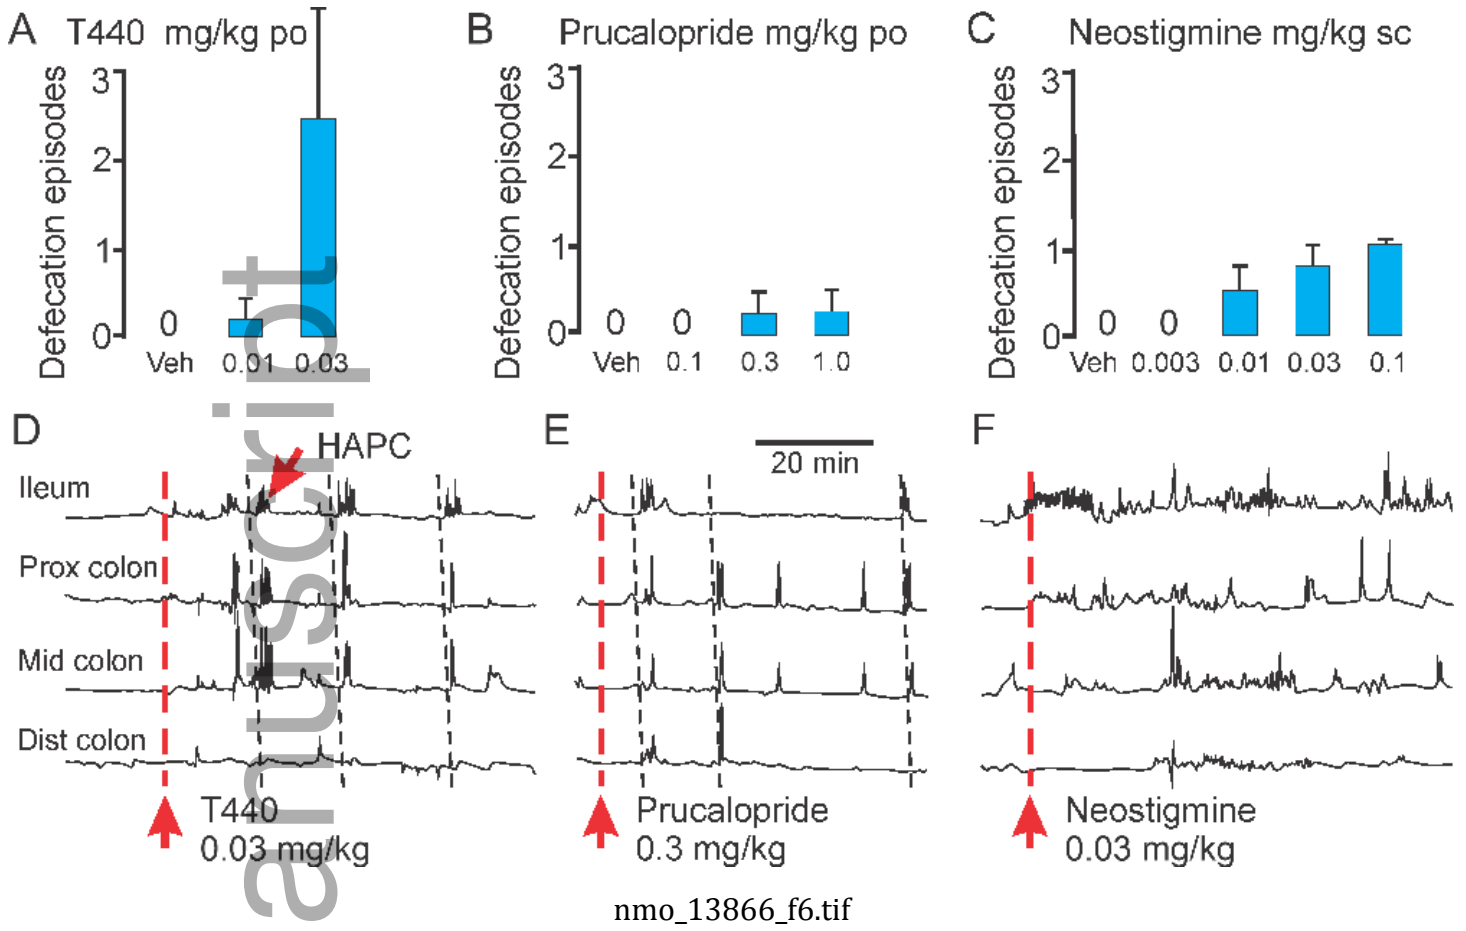 A T440 mg/kg po
Defecation episodes
3
2
1
0
0
Veh 0.01 0.03
B Prucalopride mg/kg po
Defecation episodes
3
2
1
0
0 0
Veh 0.1 0.3 1.0
C Neostigmine mg/kg sc
Defecation episodes
3
2
1
0
0 0
Veh 0.003 0.01 0.03 0.1
D
HAPC
Ileum
Prox colon
Mid colon
Dist colon
T440
0.03 mg/kg
E
20 min
Prucalopride
0.3 mg/kg
F
Neostigmine
0.03 mg/kg
anuscript
nmo_13866_f6.tif